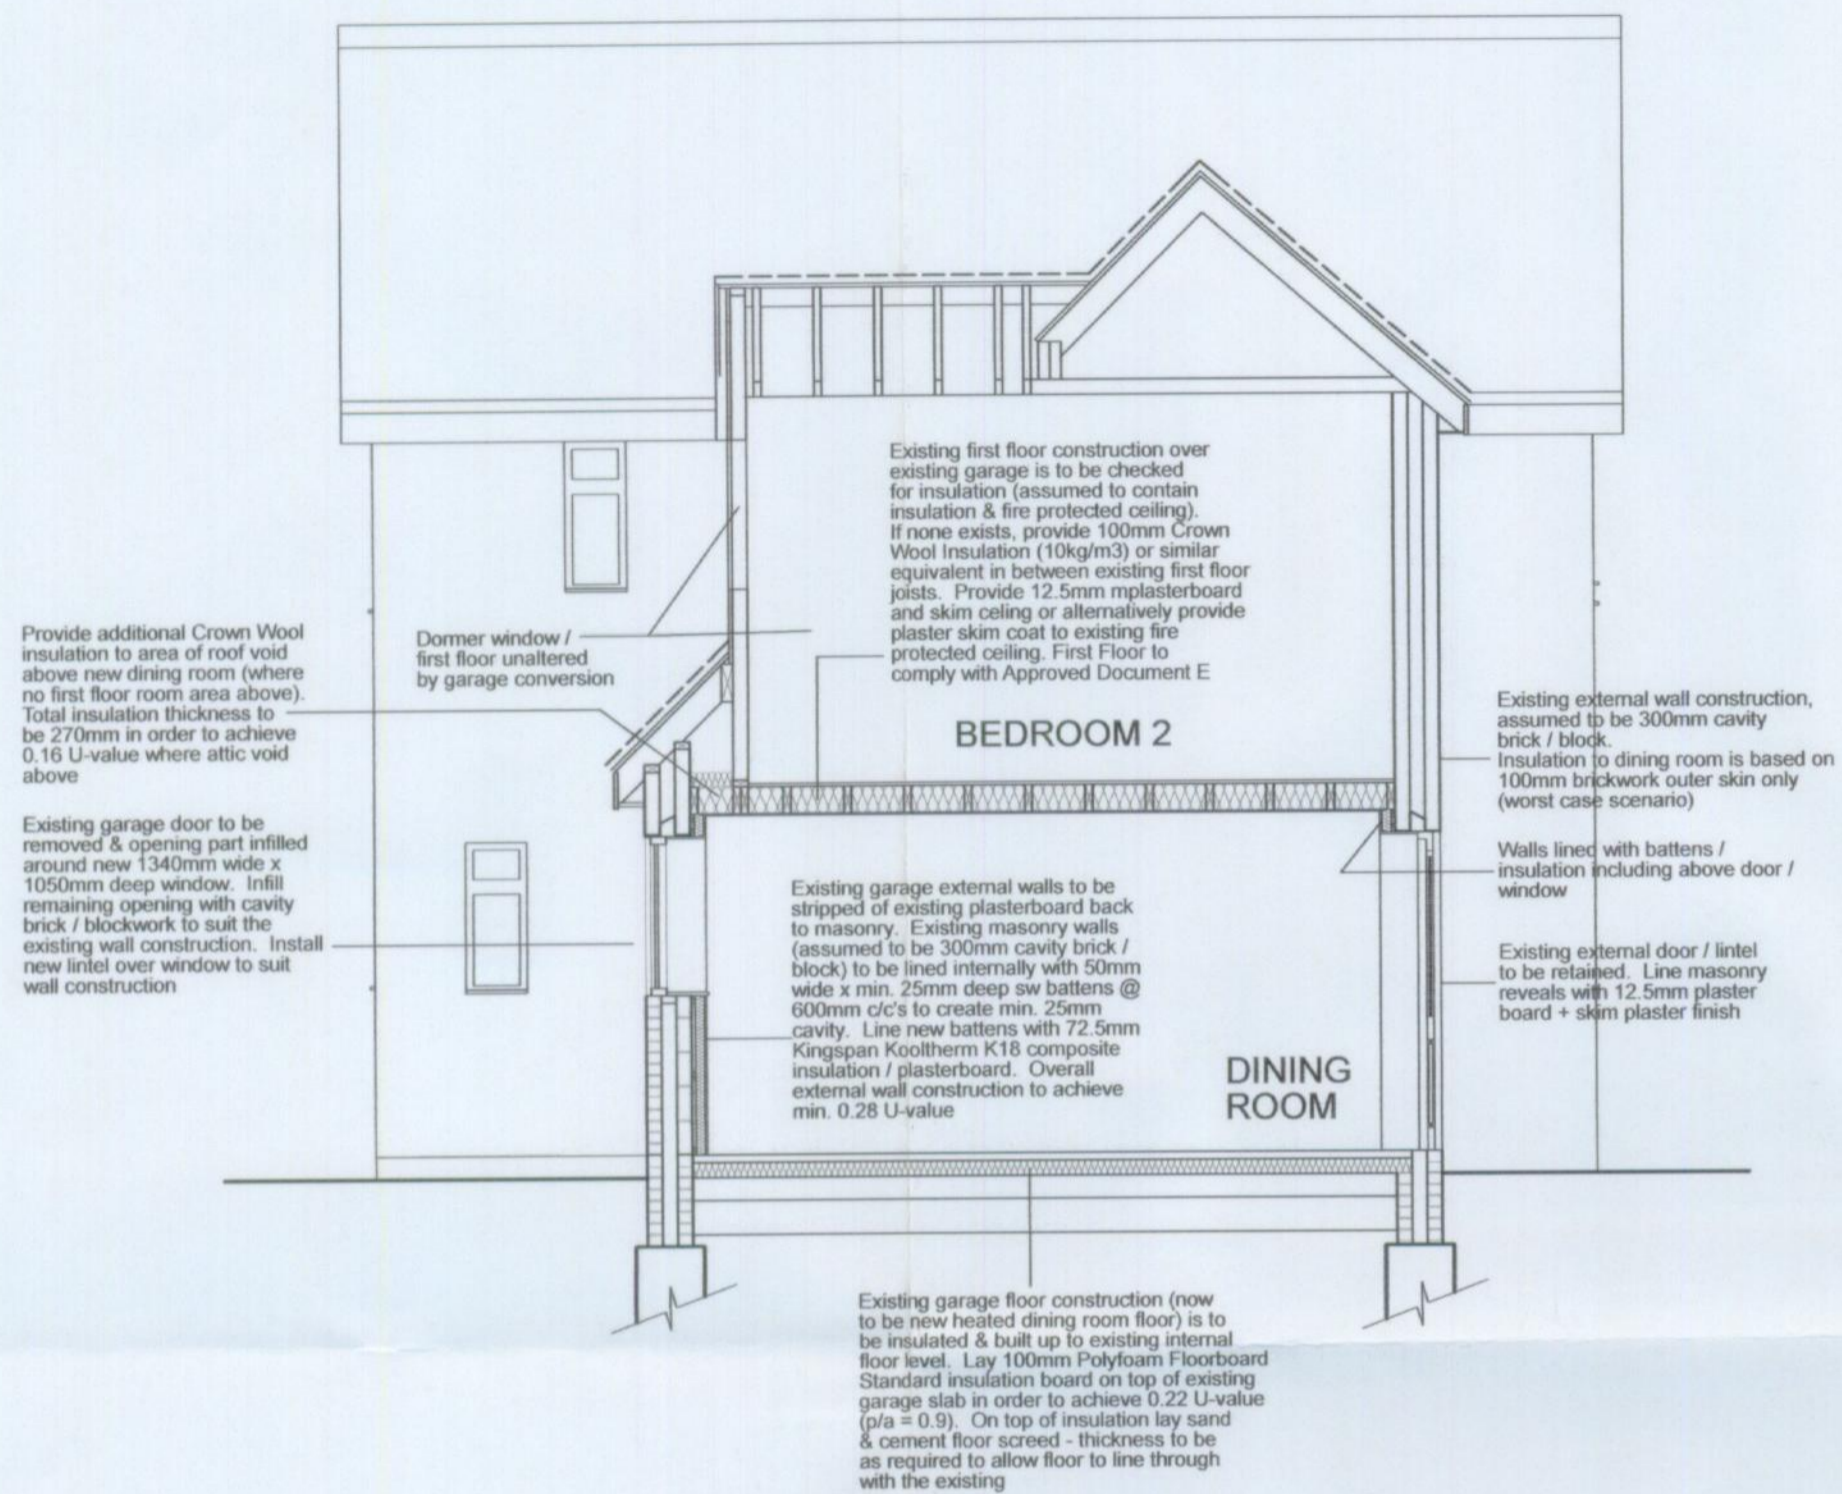 Existing first floor construction over
existing garage is to be checked
for insulation (assumed to contain
insulation & fire protected ceiling).
If none exists, provide 100mm Crown
Wool Insulation (10kg/m3) or similar
equivalent in between existing first floor
joists. Provide 12.5mm mplasterboard
and skim celing or alternatively provide
plaster skim coat to existing fire
protected ceiling. First Floor to
comply with Approved Document E
Provide additional Crown Wool
insulation to area of roof void
above new dining room (where
no first floor room area above).
Total insulation thickness to
be 270mm in order to achieve
0.16 U-value where attic void
above
Dormer window /
first floor unaltered
by garage conversion
BEDROOM 2
Existing external wall construction,
assumed to be 300mm cavity
brick / block.
Insulation to dining room is based on
100mm brickwork outer skin only
(worst case scenario)
Existing garage door to be
removed & opening part infilled
around new 1340mm wide x
1050mm deep window. Infill
remaining opening with cavity
brick / blockwork to suit the
existing wall construction. Install
new lintel over window to suit
wall construction
Walls lined with battens /
insulation including above door /
window
Existing garage external walls to be
stripped of existing plasterboard back
to masonry. Existing masonry walls
(assumed to be 300mm cavity brick /
block) to be lined internally with 50mm
wide x min. 25mm deep sw battens @
600mm c/c's to create min. 25mm
cavity. Line new battens with 72.5mm
Kingspan Kooltherm K18 composite
insulation / plasterboard. Overall
external wall construction to achieve
min. 0.28 U-value
Existing external door / lintel
to be retained. Line masonry
reveals with 12.5mm plaster
board + skim plaster finish
DINING
ROOM
Existing garage floor construction (now
to be new heated dining room floor) is to
be insulated & built up to existing internal
floor level. Lay 100mm Polyfoam Floorboard
Standard insulation board on top of existing
garage slab in order to achieve 0.22 U-value
(p/a = 0.9). On top of insulation lay sand
& cement floor screed - thickness to be
as required to allow floor to line through
with the existing